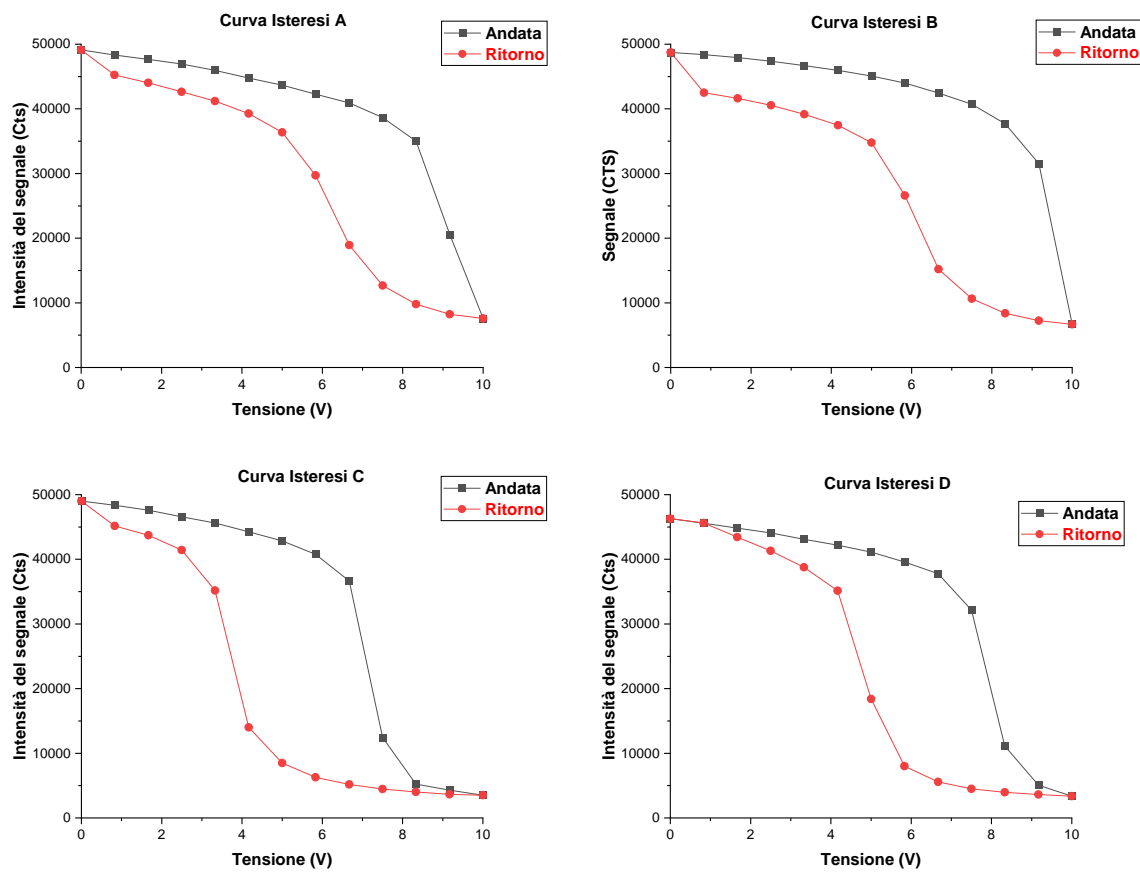 Curva Isteresi A
Andata
Ritorno
50000
40000
30000
20000
10000
0
0 2 4 6 8 10
Intensità del segnale (Cts)
Tensione (V)
Curva Isteresi B
Andata
Ritorno
50000
40000
30000
20000
10000
0
0 2 4 6 8 10
Segnale (CTS)
Tensione (V)
Curva Isteresi C
Andata
Ritorno
50000
40000
30000
20000
10000
0
0 2 4 6 8 10
Intensità del segnale (Cts)
Tensione (V)
Curva Isteresi D
Andata
Ritorno
50000
40000
30000
20000
10000
0
0 2 4 6 8 10
Intensità del segnale (Cts)
Tensione (V)